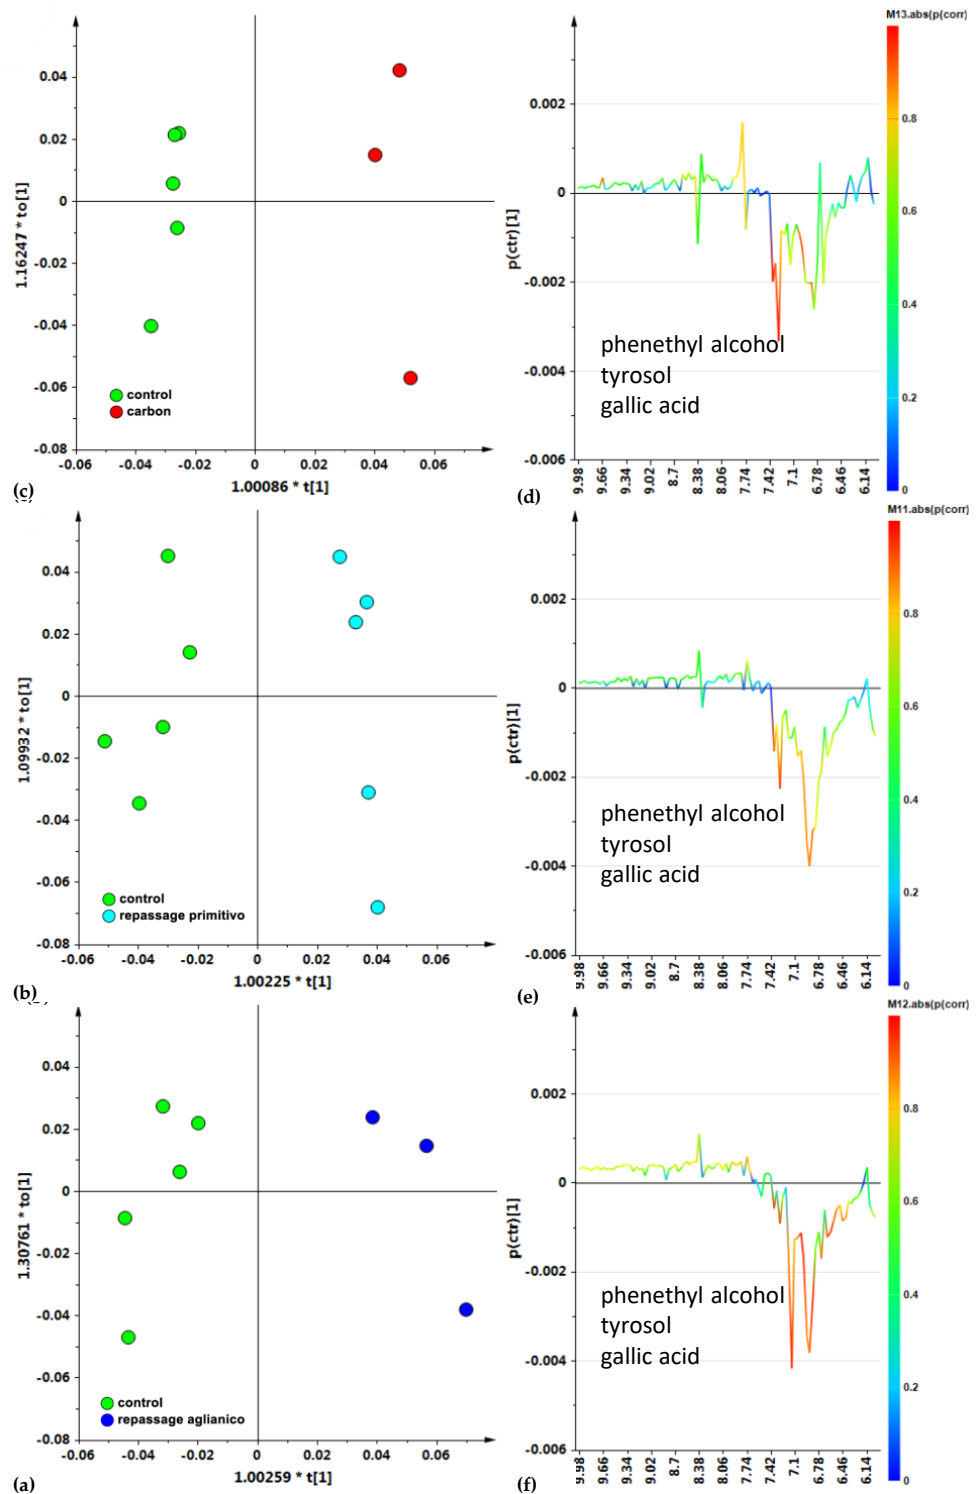 M13.abs(p(corr)
0.04
0.02
0
-0.02
-0.04
-0.06
-0.08
1.16247 * to[1]
control
carbon
-0.06 -0.04 -0.02 0 0.02 0.04 0.06
1.00086 * t[1]
(c)
0.002
0
-0.002
-0.004
-0.006
p(ctr)[1]
phenethyl alcohol
tyrosol
gallic acid
9.98 9.66 9.34 9.02 8.7 8.38 8.06 7.74 7.42 7.1 6.78 6.46 6.14
0.8
0.6
0.4
0.2
0
(d)
0.04
0.02
0
-0.02
-0.04
-0.06
-0.08
1.09932 * to[1]
control
repassage primitivo
-0.06 -0.04 -0.02 0 0.02 0.04 0.06
1.00225 * t[1]
(b)
M11.abs(p(corr)
0.002
0
-0.002
-0.004
-0.006
p(ctr)[1]
phenethyl alcohol
tyrosol
gallic acid
9.98 9.66 9.34 9.02 8.7 8.38 8.06 7.74 7.42 7.1 6.78 6.46 6.14
0.8
0.6
0.4
0.2
0
(e)
0.04
0.02
0
-0.02
-0.04
-0.06
-0.08
1.30761 * to[1]
control
repassage aglianico
-0.06 -0.04 -0.02 0 0.02 0.04 0.06
1.00259 * t[1]
(a)
M12.abs(p(corr)
0.002
0
-0.002
-0.004
-0.006
p(ctr)[1]
phenethyl alcohol
tyrosol
gallic acid
9.98 9.66 9.34 9.02 8.7 8.38 8.06 7.74 7.42 7.1 6.78 6.46 6.14
0.8
0.6
0.4
0.2
0
(f)